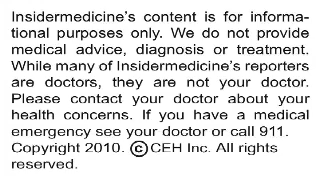 Insidermedicine's content is for informa-
tional purposes only. We do not provide
medical advice, diagnosis or treatment.
While many of Insidermedicine's reporters
are doctors, they are not your doctor.
Please contact your doctor about your
health concerns. If you have a medical
emergency see your doctor or call 911.
Copyright 2010. ©CEH Inc. All rights
reserved.